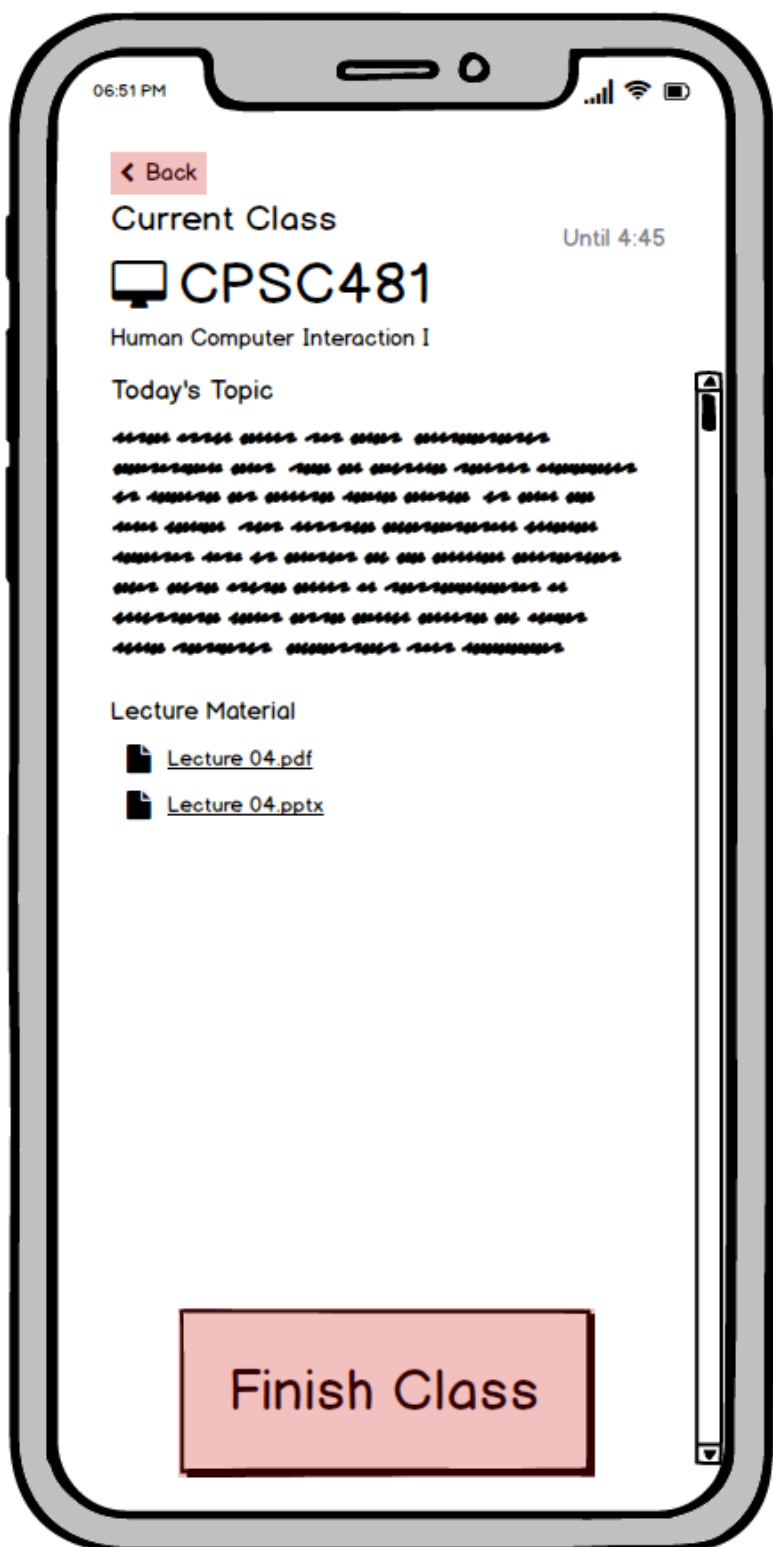 06:51 PM
Back
Current Class
Until 4:45
CPSC481
Human Computer Interaction I
Today's Topic
Lecture Material
Lecture 04.pdf
Lecture 04.pptx
Finish Class